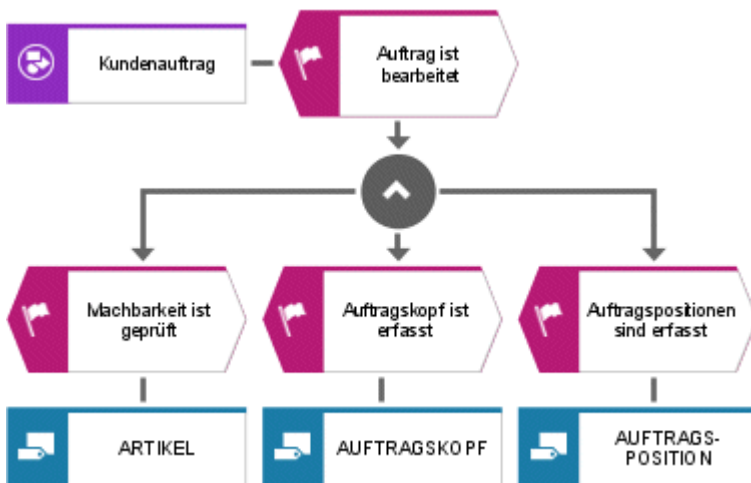 Kundenauftrag
Auftrag ist
bearbeitet
Machbarkeit ist
geprüft
Auftragskopf ist
erfasst
Auftragspositionen
sind erfasst
ARTIKEL
AUFTRAGSKOPF
AUFTRAGS-
POSITION